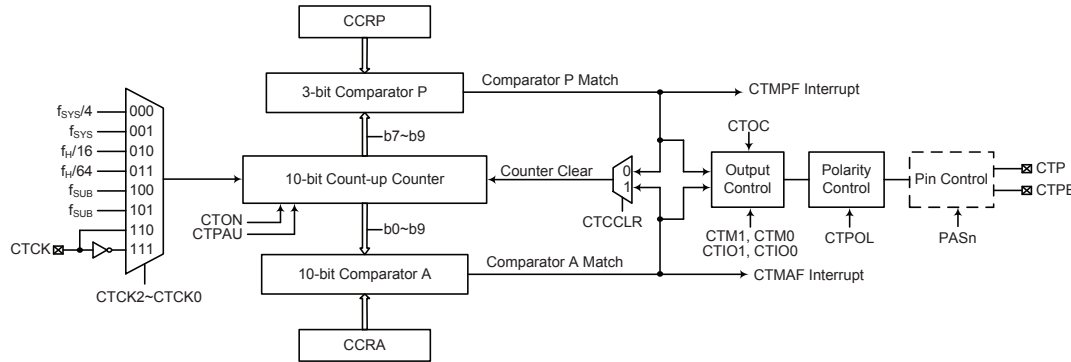 CCRP
3-bit Comparator P
Comparator P Match
CTMPF Interrupt
b7~b9
fSYS/4
fSYS
fH/16
fH/64
fSUB
fSUB
000
001
010
011
100
101
110
111
CTCK
CTCK2~CTCK0
10-bit Count-up Counter
CTON
CTPAU
Counter Clear
0
1
CTCCLR
CTOC
Output
Control
CTM1, CTM0
CTIO1, CTIO0
Polarity
Control
CTPOL
Pin Control
PASn
CTP
CTPB
b0~b9
10-bit Comparator A
Comparator A Match
CTMAF Interrupt
CCRA